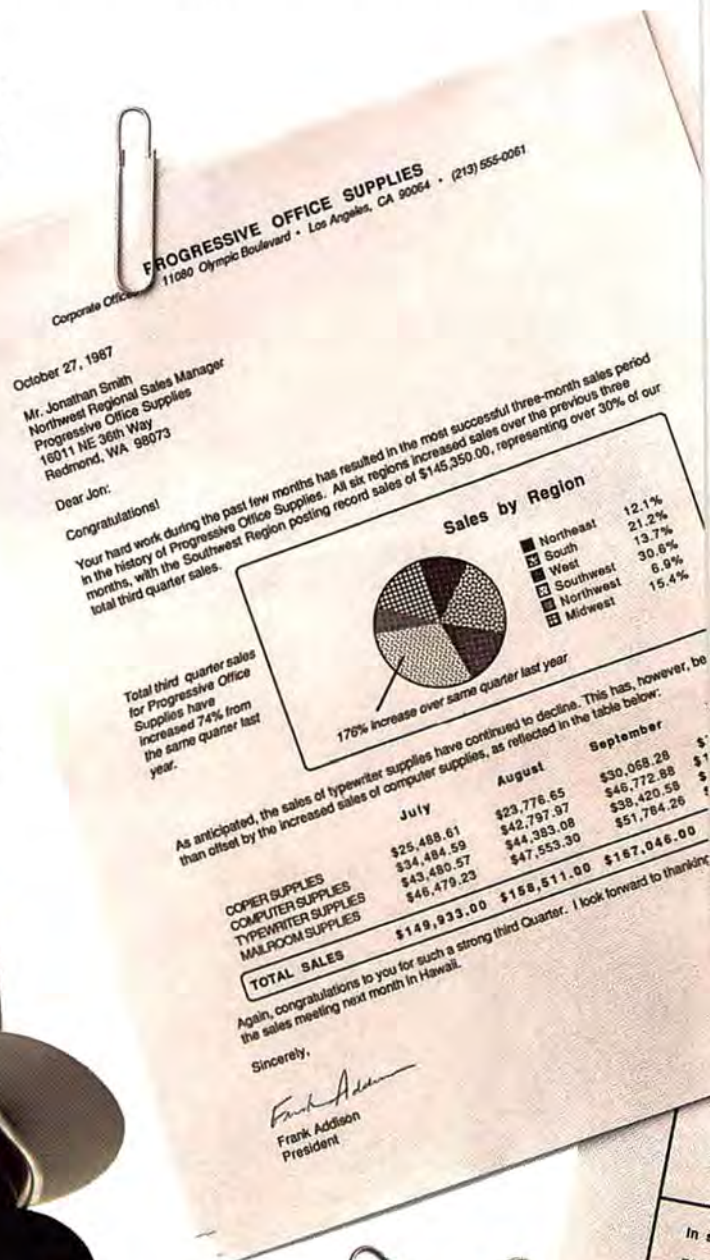 PROGRESSIVE OFFICE SUPPLIES
Corporate 11080 Olympic Boulevard • Los Angeles, CA 90064 • (213) 555-0061
October 27, 1987
Mr. Jonathan Smith
Northwest Regional Sales Manager
Progressive Office Supplies
16011 NE 36th Way
Redmond, WA 98073
Dear Jon:
Congratulations!
Your hard work during the past few months has resulted in the most successful three-month sales period
in the history of Progressive Office Supplies. All six regions increased sales over the previous three
months, with the Southwest Region posting record sales of $145,350.00, representing over 30% of our
total third quarter sales.
Sales by Region
Northeast 12.1%
South 21.2%
West 13.7%
Southwest 30.6%
Northwest 6.9%
Midwest 15.4%
176% increase over same quarter last year
Total third quarter sales
for Progressive Office
Supplies have
increased 74% from
the same quarter last
year.
As anticipated, the sales of typewriter supplies have continued to decline. This has, however, be
than offset by the increased sales of computer supplies, as reflected in the table below:
July August September
COPIER SUPPLIES $25,488.61 $23,776.65 $30,068.28
COMPUTER SUPPLIES $34,484.59 $42,797.97 $46,772.88
TYPEWRITER SUPPLIES $43,480.57 $44,383.08 $38,420.58
MAILROOM SUPPLIES $46,479.23 $47,553.30 $51,784.26
TOTAL SALES $149,933.00 $158,511.00 $167,046.00
Again, congratulations to you for such a strong third Quarter. I look forward to thanking
the sales meeting next month in Hawaii.
Sincerely,
Frank Addison
Frank Addison
President
In